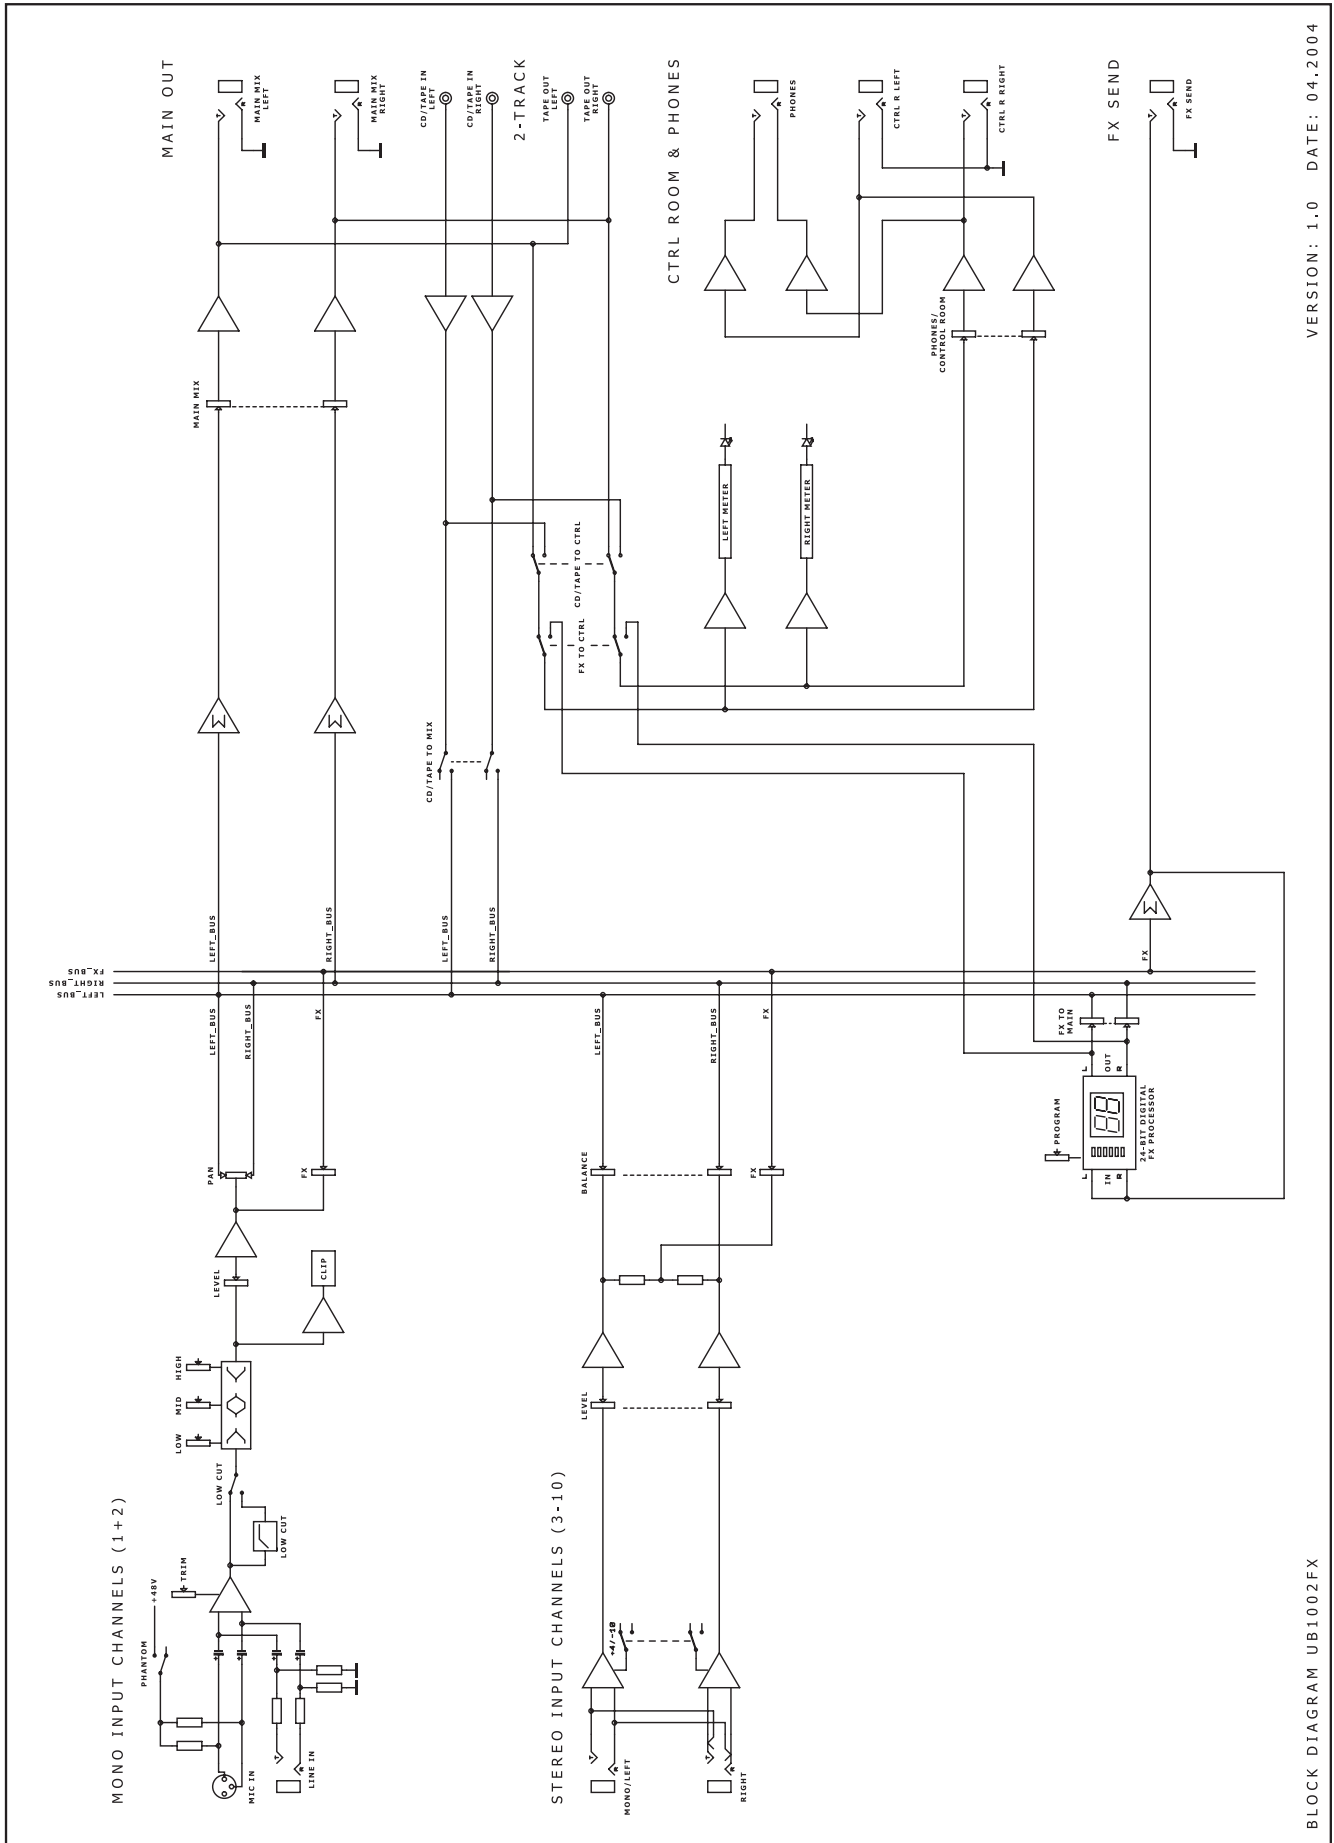 MAIN OUT
MAIN MIX
LEFT
MAIN MIX
RIGHT
CD/TAPE IN
LEFT
CD/TAPE IN
RIGHT
2-TRACK
TAPE OUT
LEFT
TAPE OUT
RIGHT
CTRL ROOM & PHONES
PHONES
CTRL R LEFT
CTRL R RIGHT
FX SEND
FX SEND
VERSION: 1.0 DATE: 04.2004
T
R
T
R
T
R
T
R
T
R
T
R
MAIN MIX
PHONES/
CONTROL ROOM
LEFT METER
RIGHT METER
CD/TAPE TO CTRL
FX TO CTRL
CD/TAPE TO MIX
Σ
Σ
Σ
LEFT_BUS
RIGHT_BUS
LEFT_BUS
RIGHT_BUS
FX
FX_BUS
RIGHT_BUS
LEFT_BUS
LEFT_BUS
RIGHT_BUS
FX
LEFT_BUS
RIGHT_BUS
FX
FX TO
MAIN
L
OUT
R
PROGRAM
88
24-BIT DIGITAL
FX PROCESSOR
L
IN
R
PAN
FX
BALANCE
FX
LEVEL
CLIP
HIGH
MID
LOW
LEVEL
LOW CUT
LOW CUT
MONO INPUT CHANNELS (1+2)
TRIM
+48V
PHANTOM
MIC IN
T
R
LINE IN
STEREO INPUT CHANNELS (3-10)
+4/-10
T
R
MONO/LEFT
T
R
RIGHT
BLOCK DIAGRAM UB1002FX